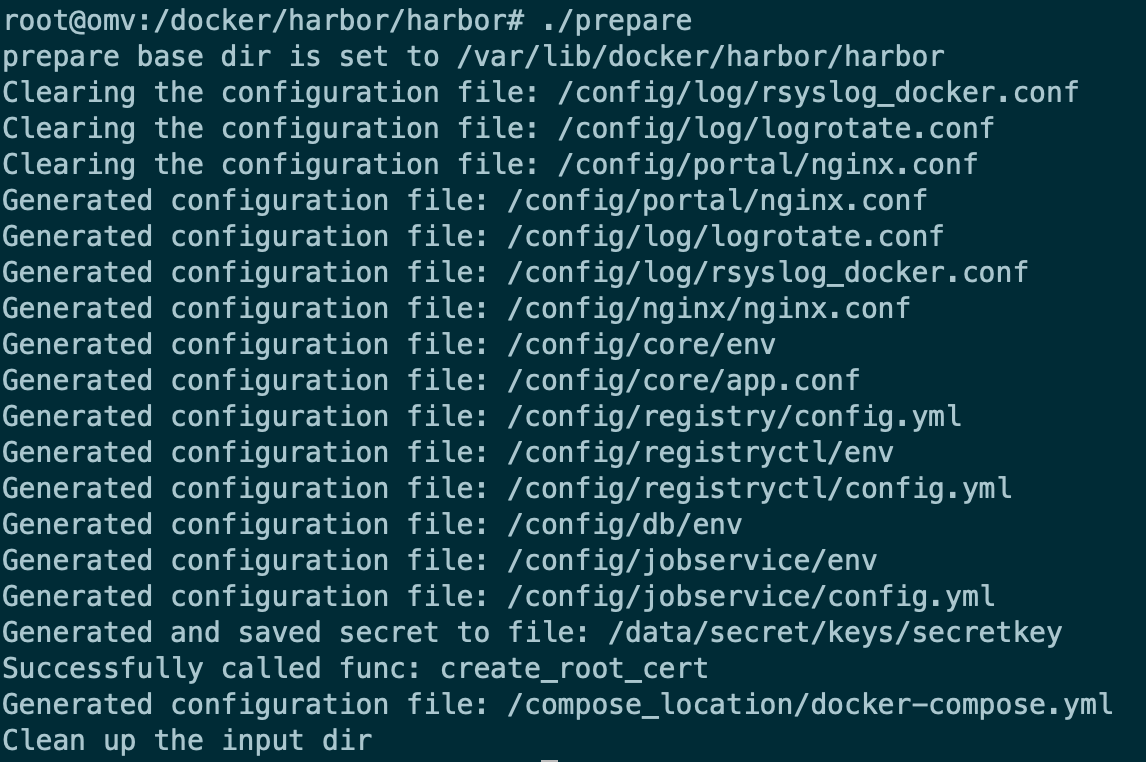 root@omv:/docker/harbor/harbor# ./prepare
prepare base dir is set to /var/lib/docker/harbor/harbor
Clearing the configuration file: /config/log/rsyslog_docker.conf
Clearing the configuration file: /config/log/logrotate.conf
Clearing the configuration file: /config/portal/nginx.conf
Generated configuration file: /config/portal/nginx.conf
Generated configuration file: /config/log/logrotate.conf
Generated configuration file: /config/log/rsyslog_docker.conf
Generated configuration file: /config/nginx/nginx.conf
Generated configuration file: /config/core/env
Generated configuration file: /config/core/app.conf
Generated configuration file: /config/registry/config.yml
Generated configuration file: /config/registryctl/env
Generated configuration file: /config/registryctl/config.yml
Generated configuration file: /config/db/env
Generated configuration file: /config/jobservice/env
Generated configuration file: /config/jobservice/config.yml
Generated and saved secret to file: /data/secret/keys/secretkey
Successfully called func: create_root_cert
Generated configuration file: /compose_location/docker-compose.yml
Clean up the input dir